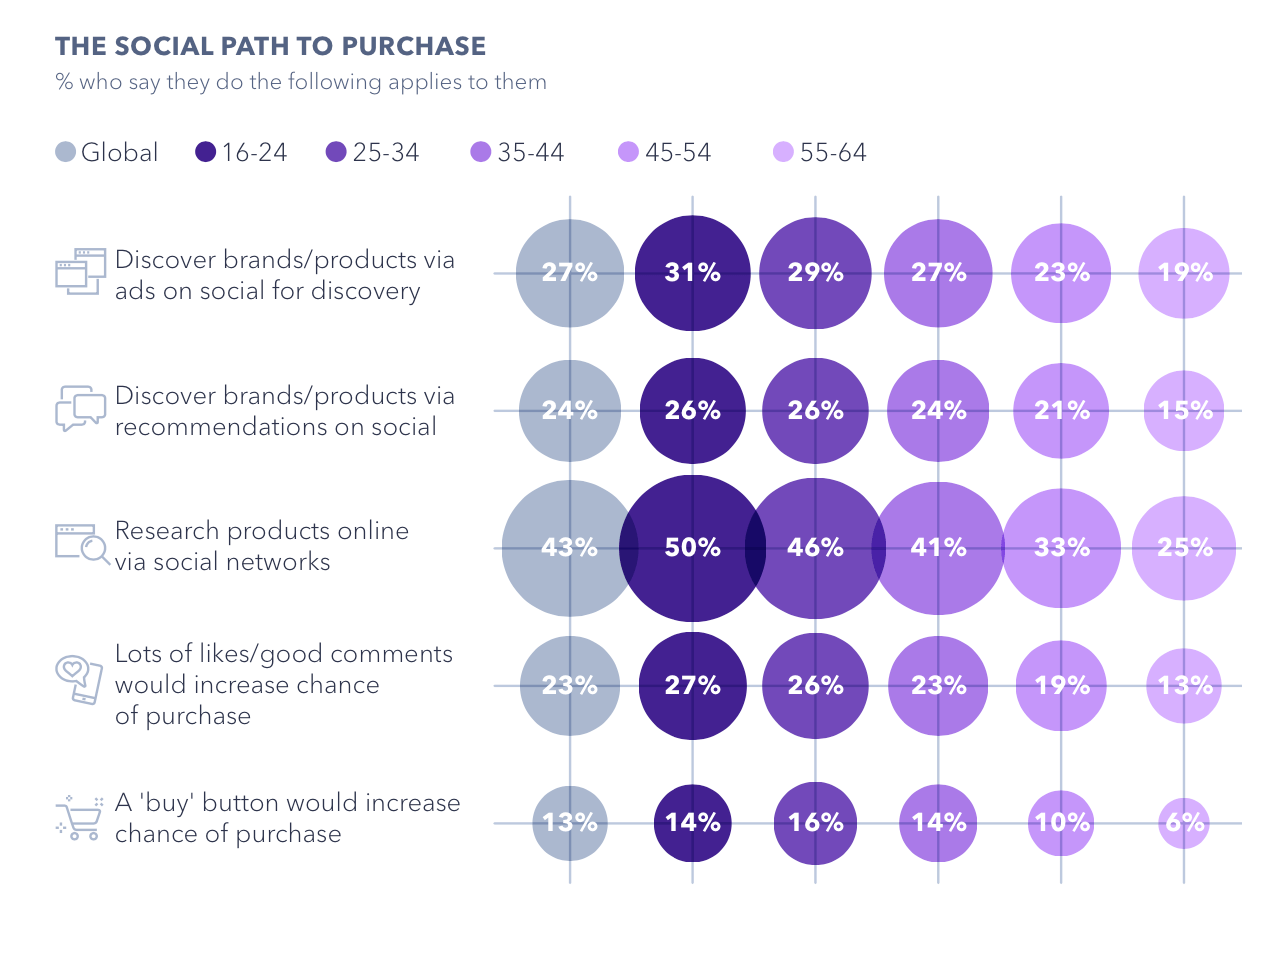 THE SOCIAL PATH TO PURCHASE
% who say they do the following applies to them
Global 16-24 25-34 35-44 45-54 55-64
Discover brands/products via
ads on social for discovery
27% 31% 29% 27% 23% 19%
Discover brands/products via
recommendations on social
24% 26% 26% 24% 21% 15%
Research products online
via social networks
43% 50% 46% 41% 33% 25%
Lots of likes/good comments
would increase chance
of purchase
23% 27% 26% 23% 19% 13%
A 'buy' button would increase
chance of purchase
13% 14% 16% 14% 10% 6%